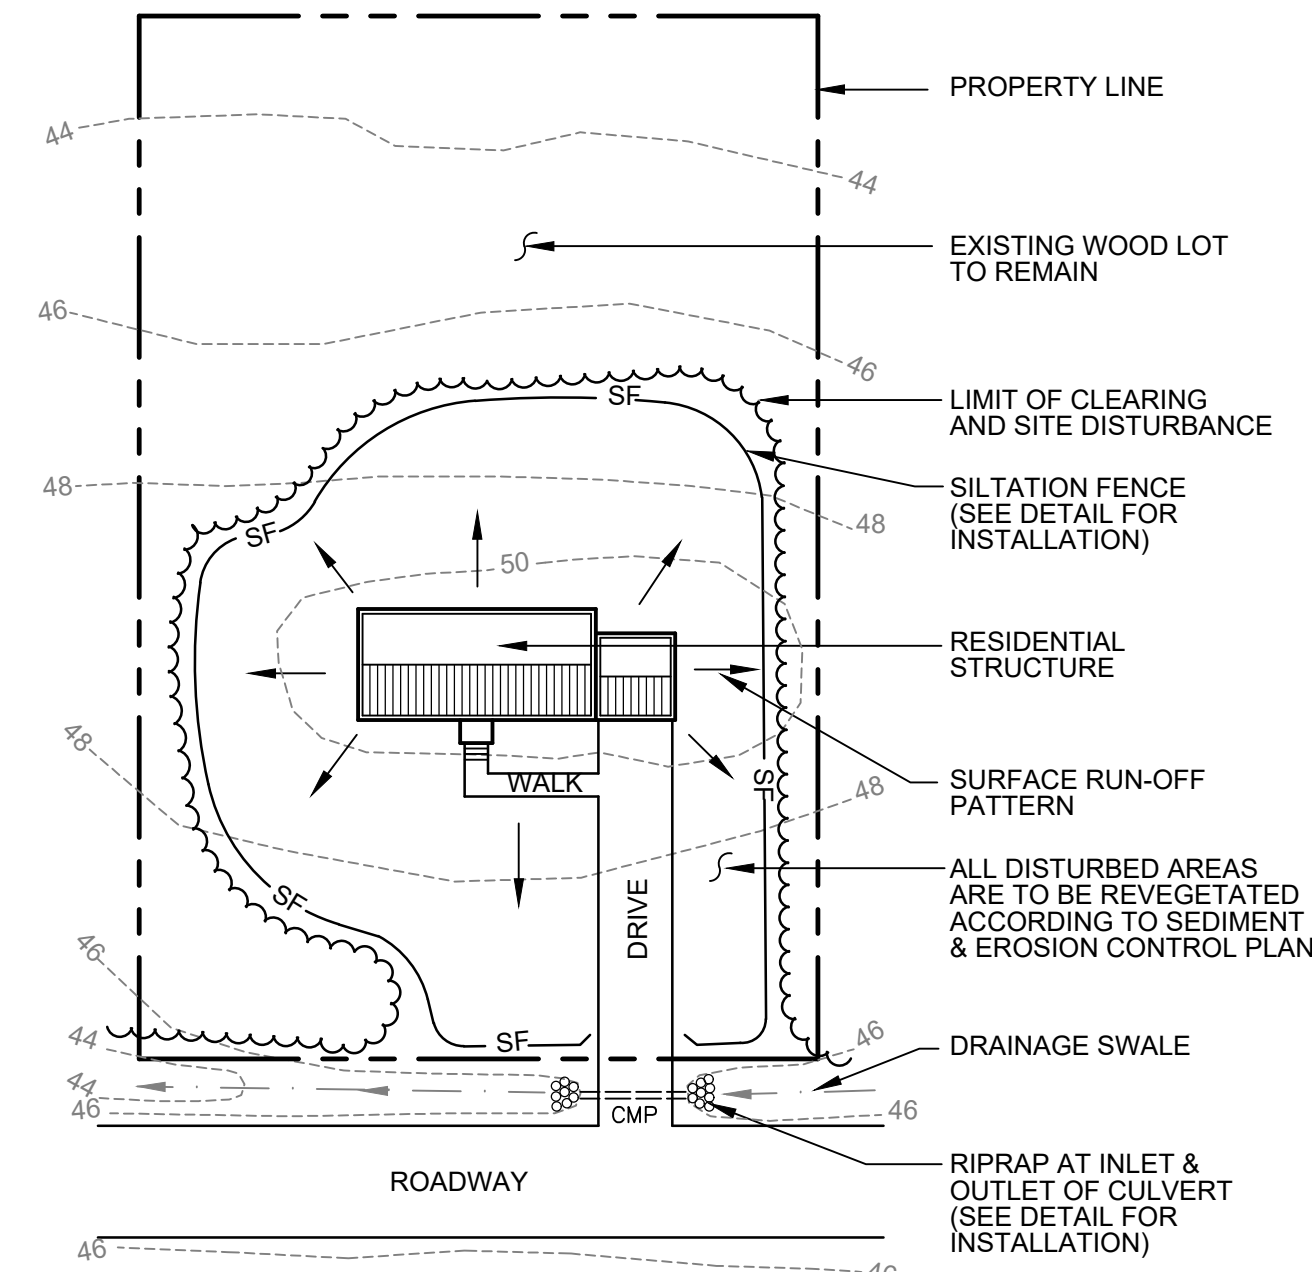 PROPERTY LINE
44
44
EXISTING WOOD LOT
TO REMAIN
46
46
SF
LIMIT OF CLEARING
AND SITE DISTURBANCE
48
SILTATION FENCE
(SEE DETAIL FOR
INSTALLATION)
48
SF
50
RESIDENTIAL
STRUCTURE
48
WALK
SF
48
SURFACE RUN-OFF
PATTERN
ALL DISTURBED AREAS
ARE TO BE REVEGETATED
ACCORDING TO SEDIMENT
& EROSION CONTROL PLAN
SF
DRIVE
46
44
SF
46
DRAINAGE SWALE
44
46
CMP
46
RIPRAP AT INLET &
OUTLET OF CULVERT
(SEE DETAIL FOR
INSTALLATION)
ROADWAY
46
46